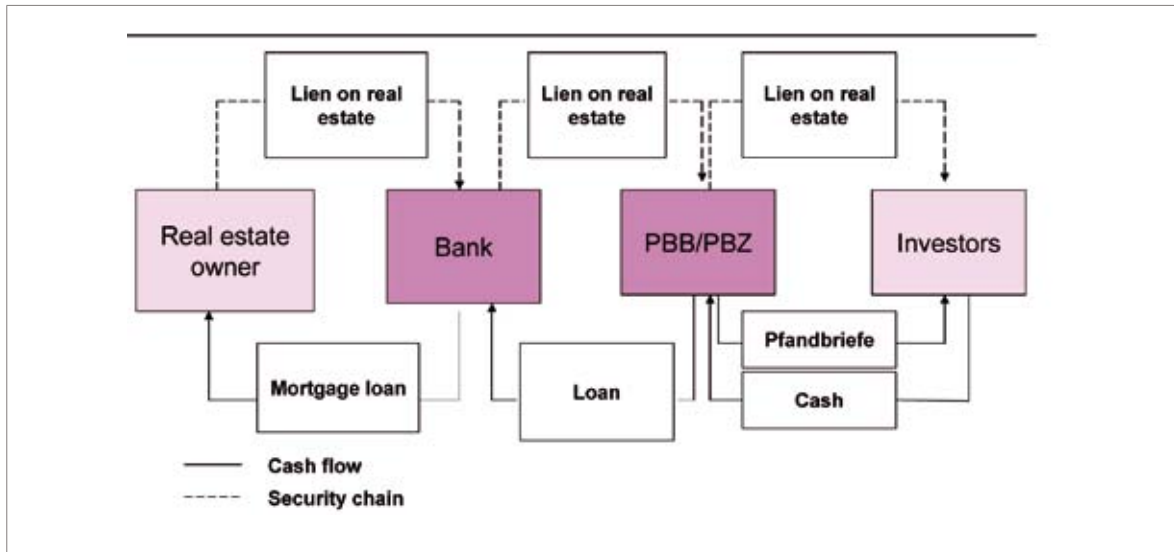 Lien on real
estate
Lien on real
estate
Lien on real
estate
Real estate
owner
Bank
PBB/PBZ
Investors
Mortgage loan
Loan
Pfandbriefe
Cash
Cash flow
Security chain